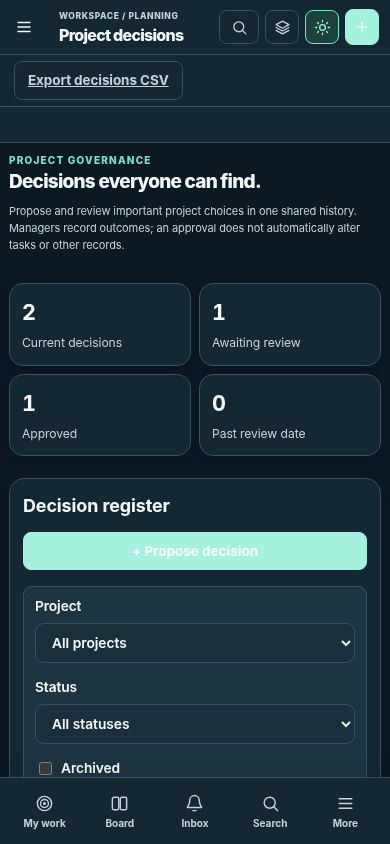 WORKSPACE / PLANNING
Project decisions
+
Export decisions CSV
PROJECT GOVERNANCE
Decisions everyone can find.
Propose and review important project choices in one shared history.
Managers record outcomes; an approval does not automatically alter
tasks or other records.
2
Current decisions
1
Awaiting review
1
Approved
0
Past review date
Decision register
+ Propose decision
Project
All projects
Status
All statuses
Archived
My work
Board
Inbox
Search
More